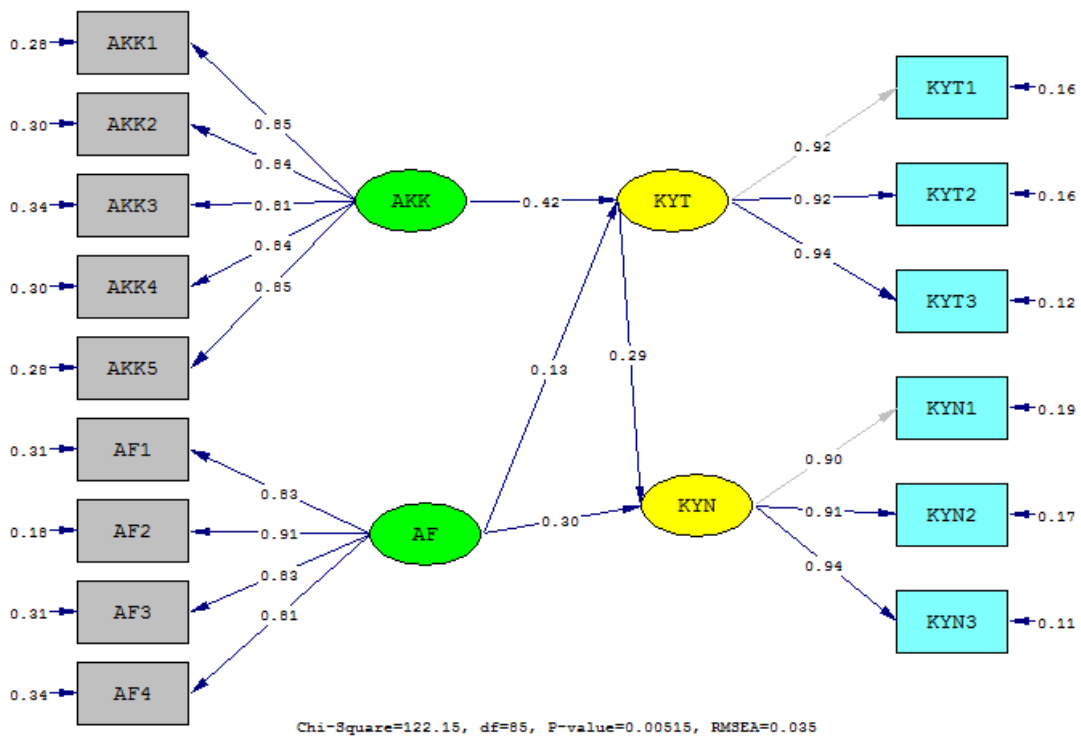 0.28 AKK1
0.30 AKK2
0.34 AKK3
0.30 AKK4
0.28 AKK5
0.31 AF1
0.18 AF2
0.31 AF3
0.34 AF4
0.85
0.84
0.81
0.84
0.85
0.83
0.91
0.83
0.81
AKK
AF
0.42
0.13
0.29
0.30
KYT
KYN
0.92
0.92
0.94
0.90
0.91
0.94
KYT1 0.16
KYT2 0.16
KYT3 0.12
KYN1 0.19
KYN2 0.17
KYN3 0.11
Chi-Square=122.15, df=85, P-value=0.00515, RMSEA=0.035